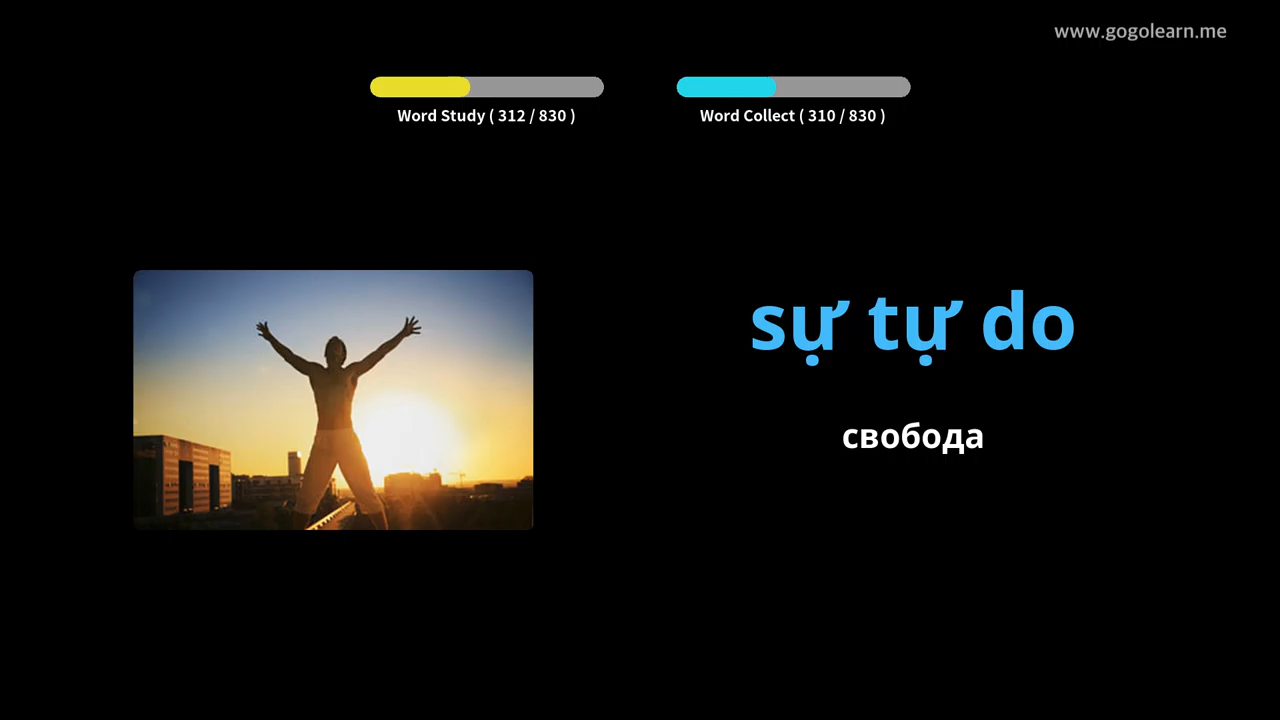 www.gogolearn.me
Word Study ( 312 / 830 )
Word Collect ( 310 / 830 )
sự tự do
свобода